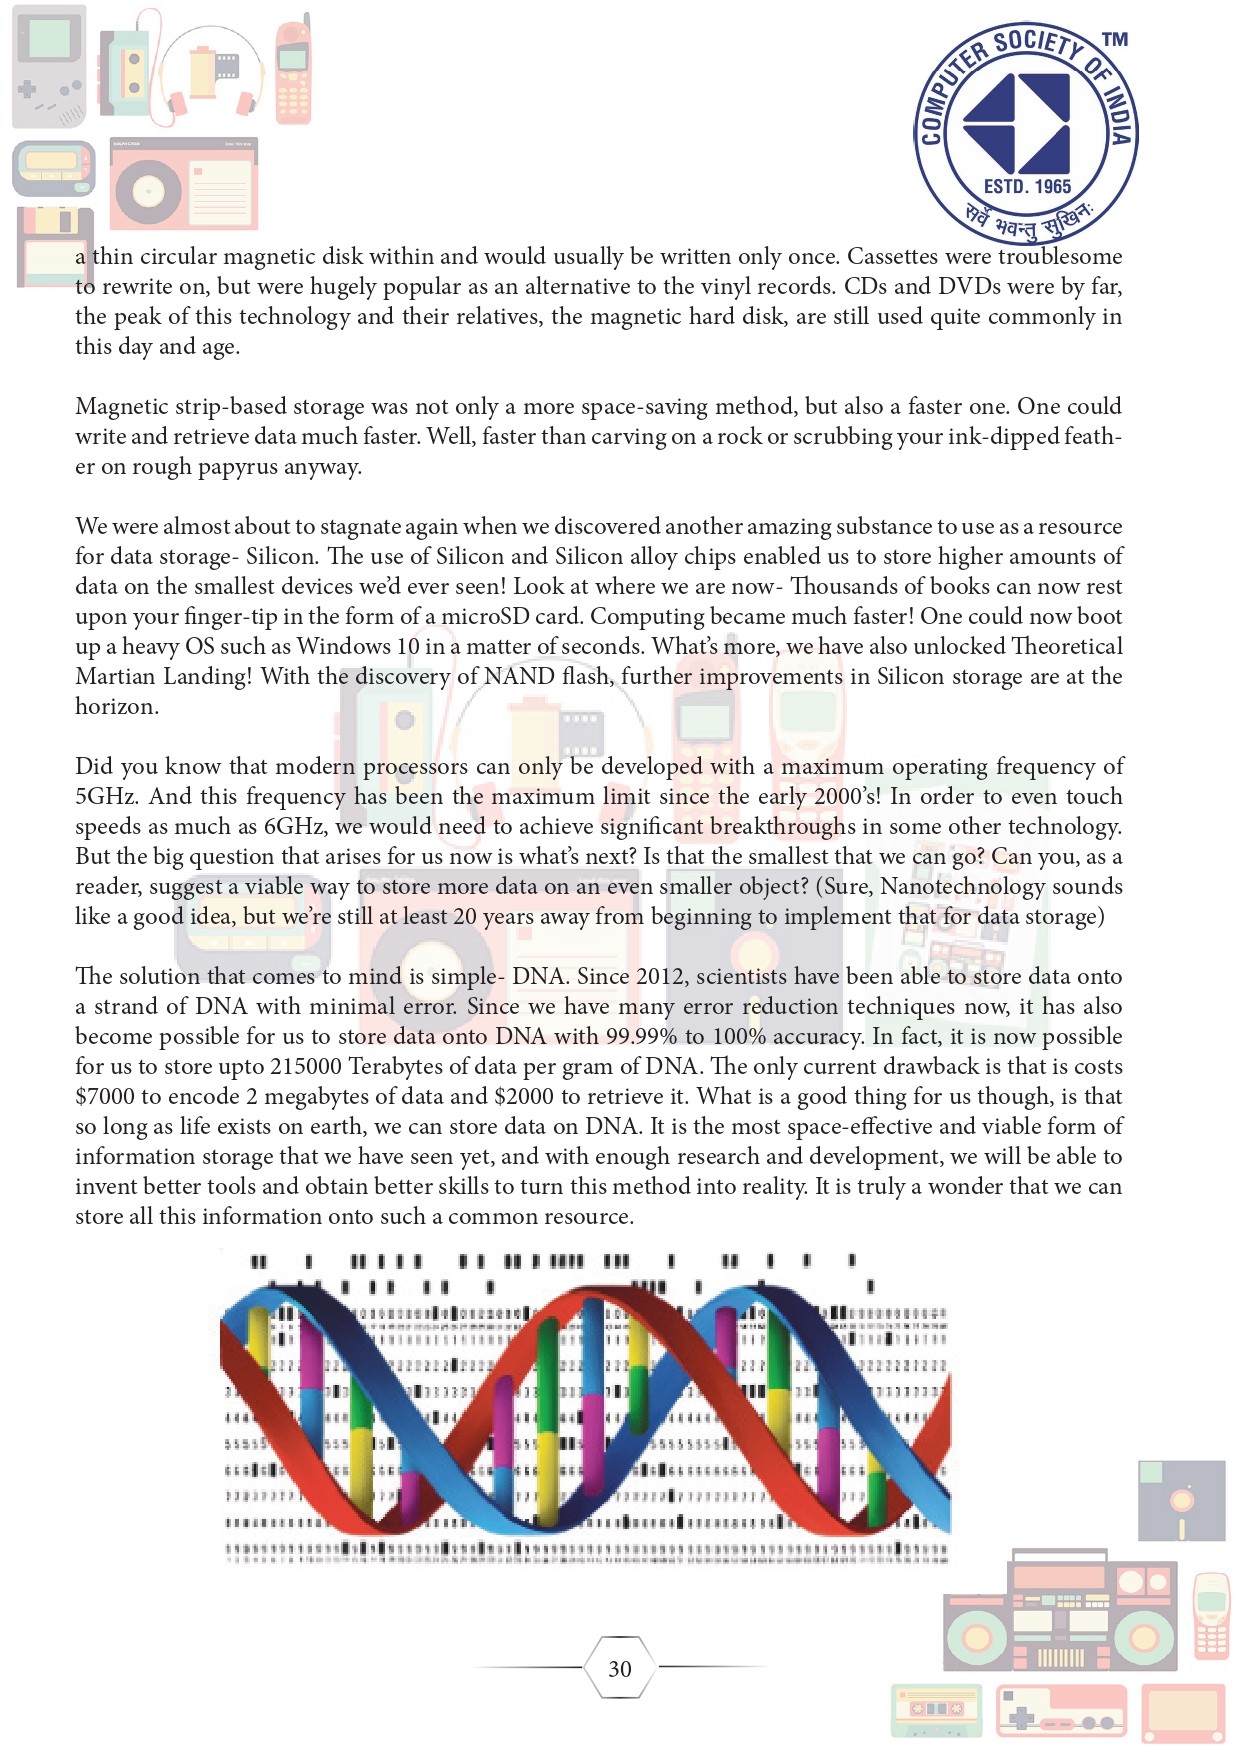 COMPUTER SOCIETY OF INDIA
TM
ESTD. 1965
सर्वे भवन्तु सुखिनः
a thin circular magnetic disk within and would usually be written only once. Cassettes were troublesome
to rewrite on, but were hugely popular as an alternative to the vinyl records. CDs and DVDs were by far,
the peak of this technology and their relatives, the magnetic hard disk, are still used quite commonly in
this day and age.
Magnetic strip-based storage was not only a more space-saving method, but also a faster one. One could
write and retrieve data much faster. Well, faster than carving on a rock or scrubbing your ink-dipped feath-
er on rough papyrus anyway.
We were almost about to stagnate again when we discovered another amazing substance to use as a resource
for data storage- Silicon. The use of Silicon and Silicon alloy chips enabled us to store higher amounts of
data on the smallest devices we'd ever seen! Look at where we are now- Thousands of books can now rest
upon your finger-tip in the form of a microSD card. Computing became much faster! One could now boot
up a heavy OS such as Windows 10 in a matter of seconds. What's more, we have also unlocked Theoretical
Martian Landing! With the discovery of NAND flash, further improvements in Silicon storage are at the
horizon.
Did you know that modern processors can only be developed with a maximum operating frequency of
5GHz. And this frequency has been the maximum limit since the early 2000's! In order to even touch
speeds as much as 6GHz, we would need to achieve significant breakthroughs in some other technology.
But the big question that arises for us now is what's next? Is that the smallest that we can go? Can you, as a
reader, suggest a viable way to store more data on an even smaller object? (Sure, Nanotechnology sounds
like a good idea, but we're still at least 20 years away from beginning to implement that for data storage)
The solution that comes to mind is simple- DNA. Since 2012, scientists have been able to store data onto
a strand of DNA with minimal error. Since we have many error reduction techniques now, it has also
become possible for us to store data onto DNA with 99.99% to 100% accuracy. In fact, it is now possible
for us to store upto 215000 Terabytes of data per gram of DNA. The only current drawback is that is costs
$7000 to encode 2 megabytes of data and $2000 to retrieve it. What is a good thing for us though, is that
so long as life exists on earth, we can store data on DNA. It is the most space-effective and viable form of
information storage that we have seen yet, and with enough research and development, we will be able to
invent better tools and obtain better skills to turn this method into reality. It is truly a wonder that we can
store all this information onto such a common resource.
30